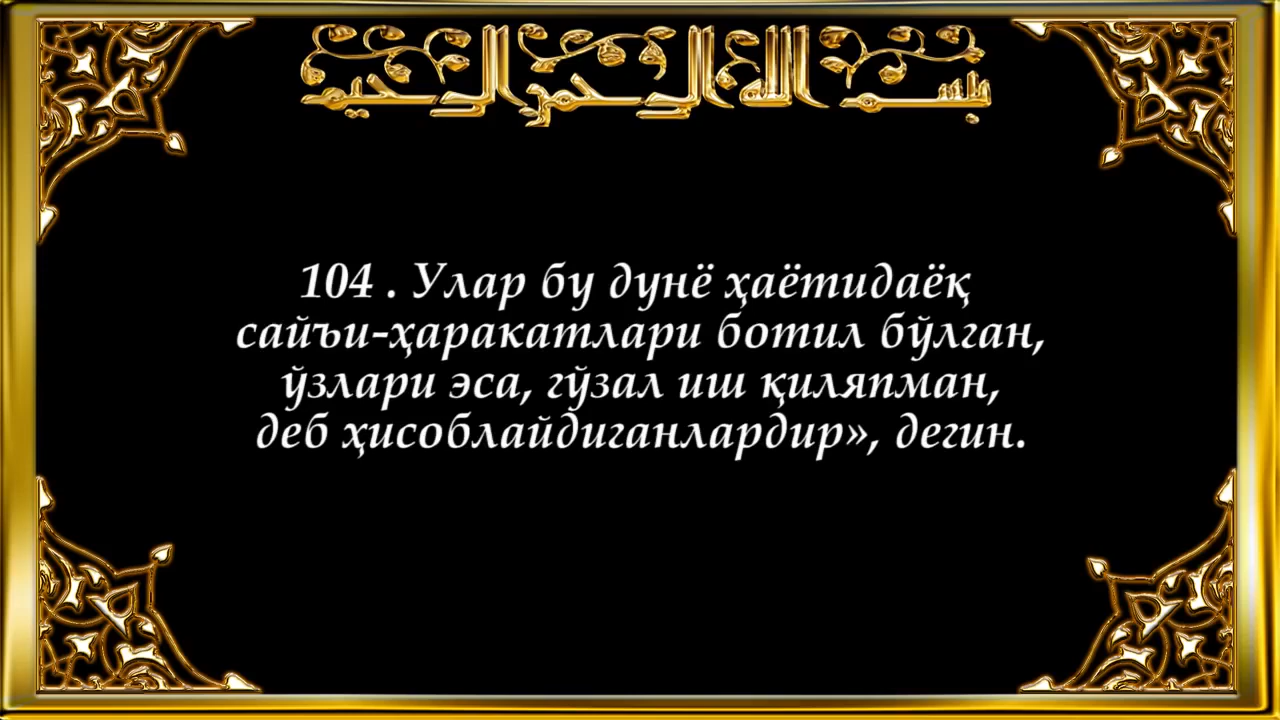 بسم الله الرحمن الرحيم
104 . Улар бу дунё ҳаётидаёқ
сайъи-ҳаракатлари ботил бўлган,
ўзлари эса, гўзал иш қиляпман,
деб ҳисоблайдиганлардир», дегин.